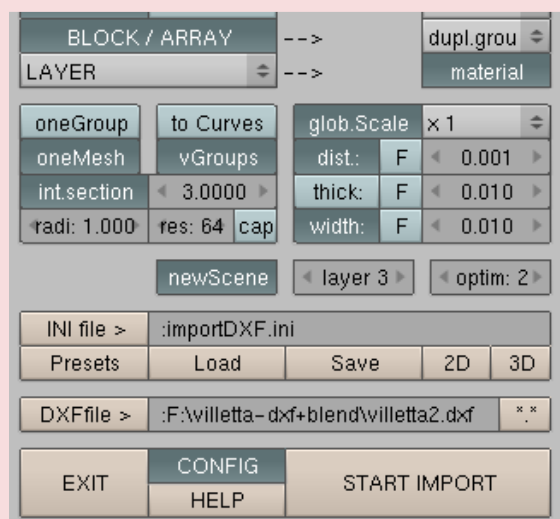 BLOCK / ARRAY --> dupl.grou
LAYER --> material
oneGroup to Curves glob.Scale x 1
oneMesh vGroups dist.: F 0.001
int.section 3.0000 thick: F 0.010
radi: 1.000 res: 64 cap width: F 0.010
newScene layer 3 optim: 2
INI file > :importDXF.ini
Presets Load Save 2D 3D
DXFfile > :F:\villetta-dxf+blend\villetta2.dxf *.*
EXIT CONFIG START IMPORT
HELP